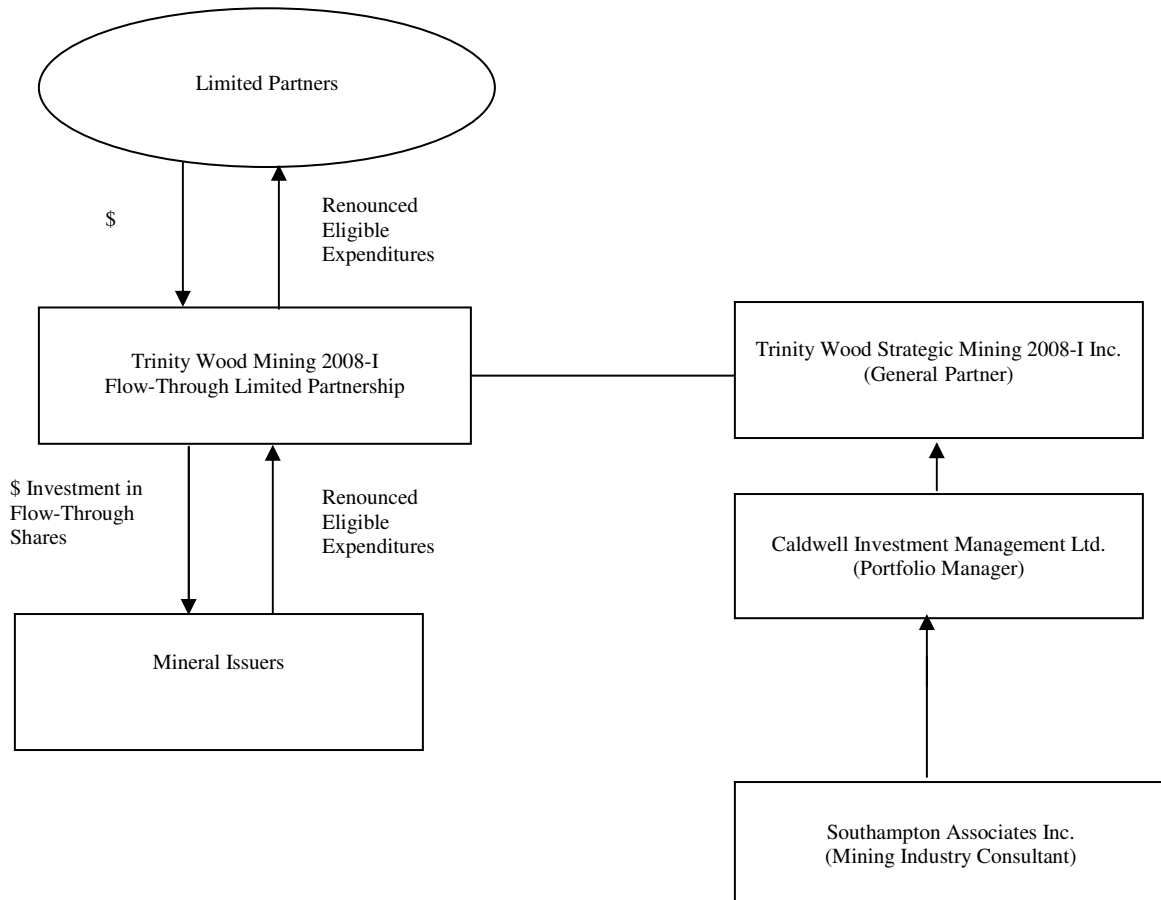 Limited Partners
$
Renounced
Eligible
Expenditures
Trinity Wood Mining 2008-I
Flow-Through Limited Partnership
Trinity Wood Strategic Mining 2008-I Inc.
(General Partner)
$ Investment in
Flow-Through
Shares
Renounced
Eligible
Expenditures
Caldwell Investment Management Ltd.
(Portfolio Manager)
Mineral Issuers
Southampton Associates Inc.
(Mining Industry Consultant)